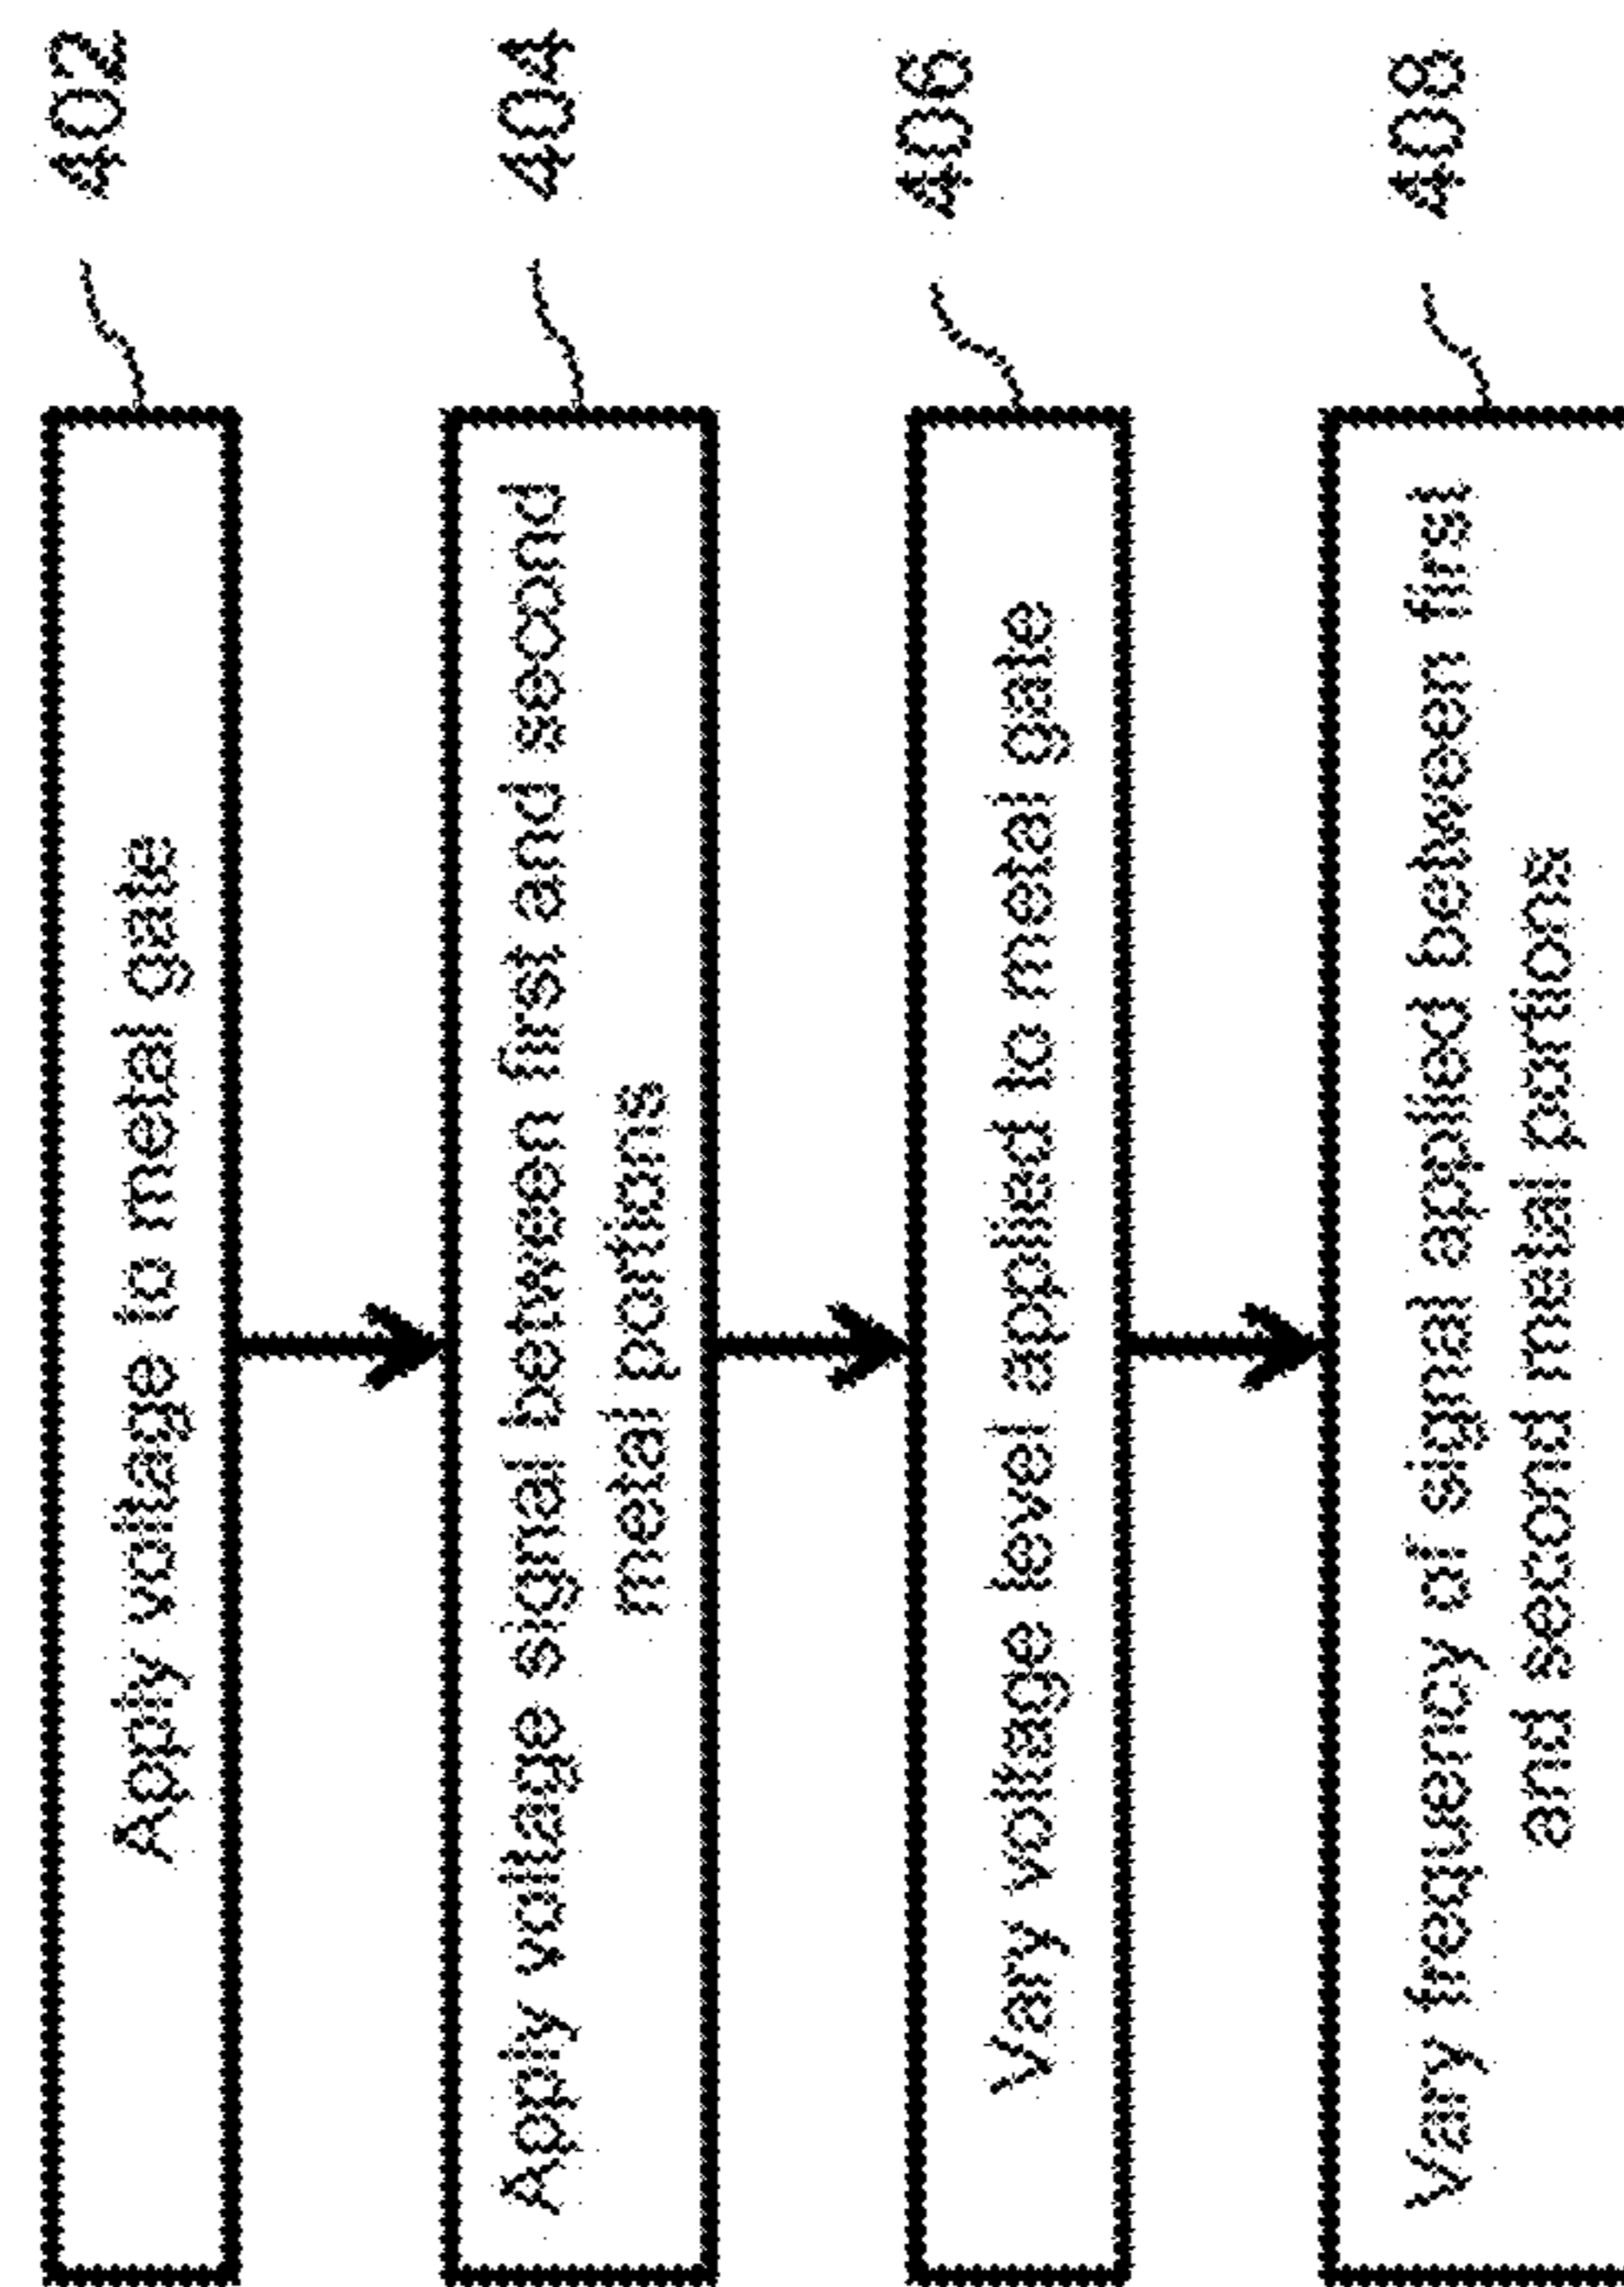 Apply voltage to metal gate
402
Apply voltage signal between first and second
metal portions
404
Vary voltage level applied to metal gate
406
Vary frequency of signal applied between first
and second metal portions
408